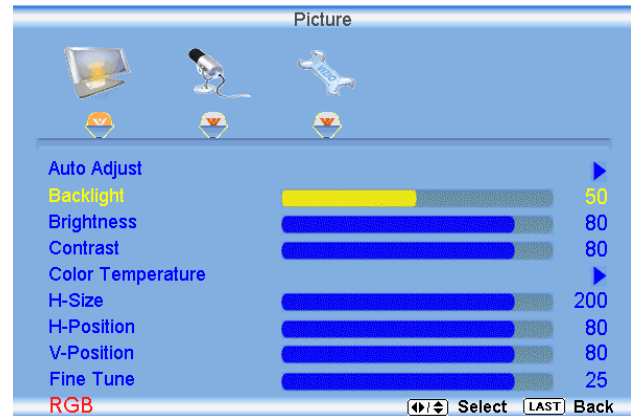 Picture
VIZIO
Auto Adjust
Backlight 50
Brightness 80
Contrast 80
Color Temperature
H-Size 200
H-Position 80
V-Position 80
Fine Tune 25
RGB Select LAST Back